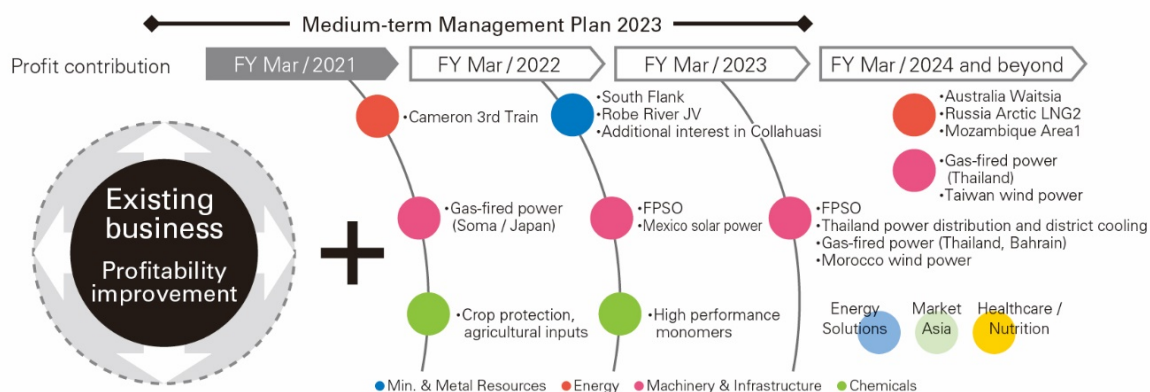 Medium-term Management Plan 2023
Profit contribution
FY Mar / 2021
FY Mar / 2022
FY Mar / 2023
FY Mar / 2024 and beyond
Existing
business
Profitability
improvement
+
•Cameron 3rd Train
•Gas-fired power
(Soma / Japan)
•Crop protection,
agricultural inputs
•South Flank
•Robe River JV
•Additional interest in Collahuasi
•FPSO
•Mexico solar power
•High performance
monomers
•FPSO
•Thailand power distribution and district cooling
•Gas-fired power (Thailand, Bahrain)
•Morocco wind power
•Australia Waitsia
•Russia Arctic LNG2
•Mozambique Area1
•Gas-fired power
(Thailand)
•Taiwan wind power
Energy
Solutions
Market
Asia
Healthcare /
Nutrition
Min. & Metal Resources
Energy
Machinery & Infrastructure
Chemicals